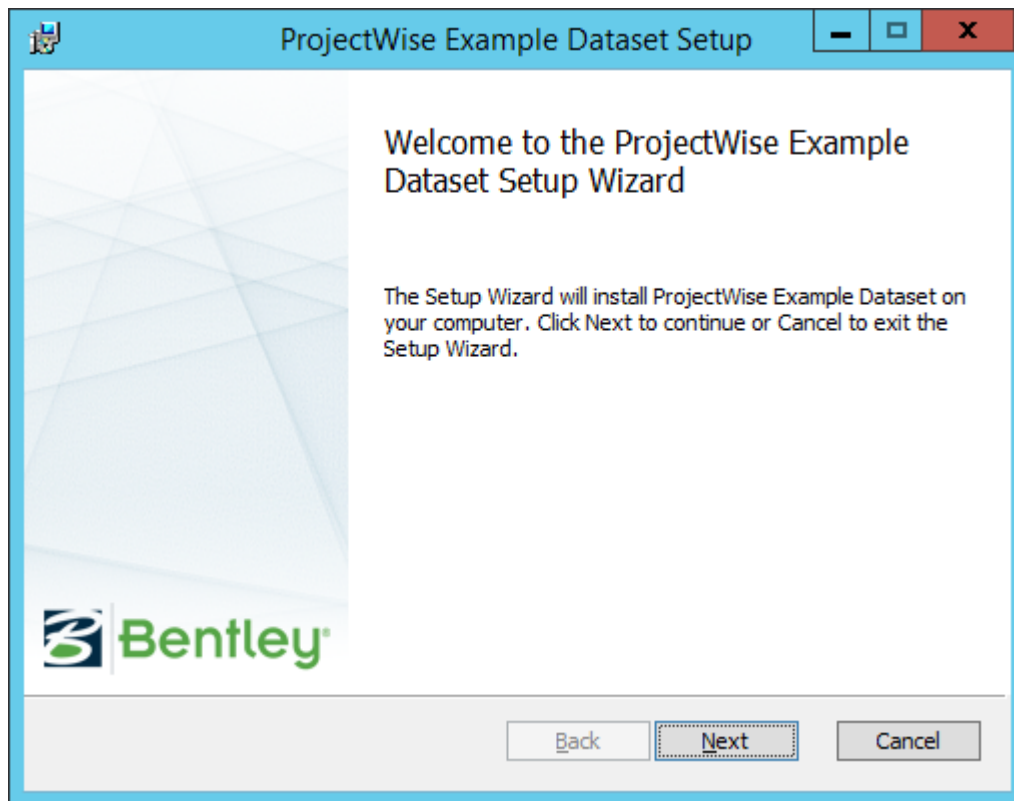 ProjectWise Example Dataset Setup
Welcome to the ProjectWise Example
Dataset Setup Wizard
The Setup Wizard will install ProjectWise Example Dataset on
your computer. Click Next to continue or Cancel to exit the
Setup Wizard.
Bentley®
Back Next Cancel